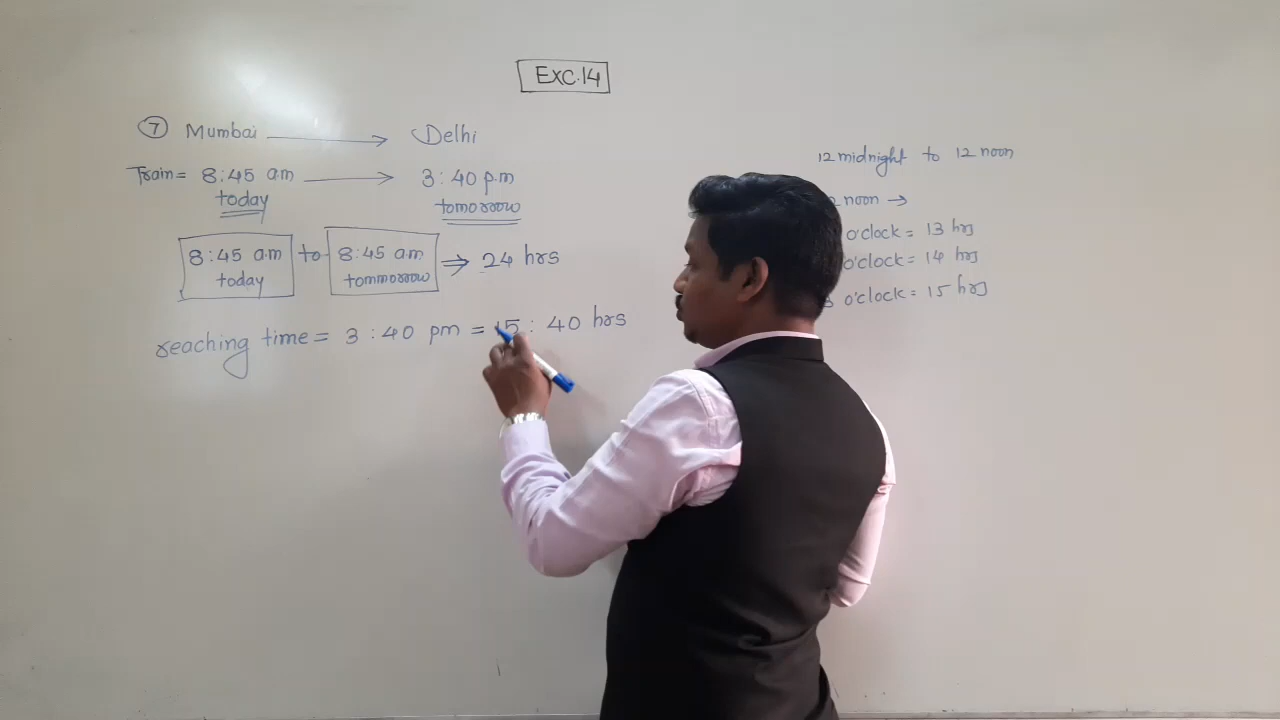 EXC.14
7 Mumbai → Delhi
Train = 8:45 am → 3:40 p.m
today tomorrow
8:45 am to 8:45 am ⇒ 24 hrs
today tommorrow
reaching time = 3:40 pm = 15:40 hrs
12 midnight to 12 noon
noon →
o'clock = 13 hrs
o'clock = 14 hrs
o'clock = 15 hrs